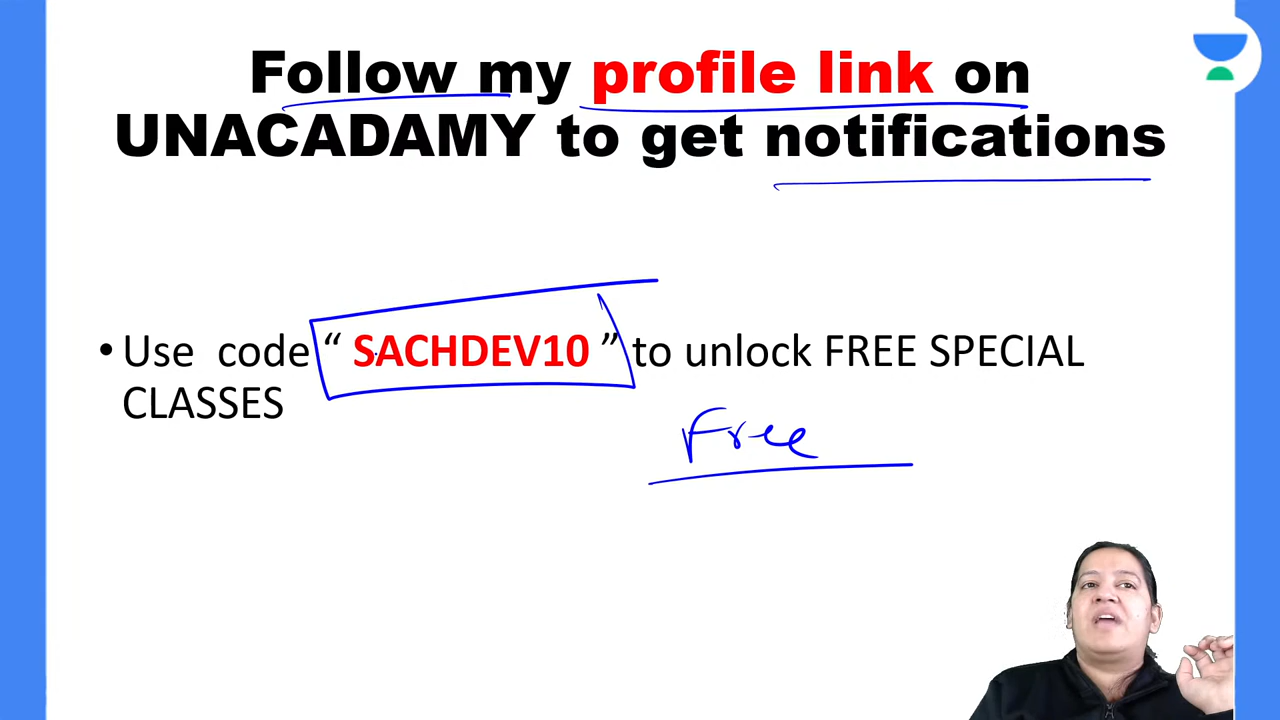 Follow my profile link on
UNACADAMY to get notifications
• Use code “ SACHDEV10 ” to unlock FREE SPECIAL
CLASSES
Free